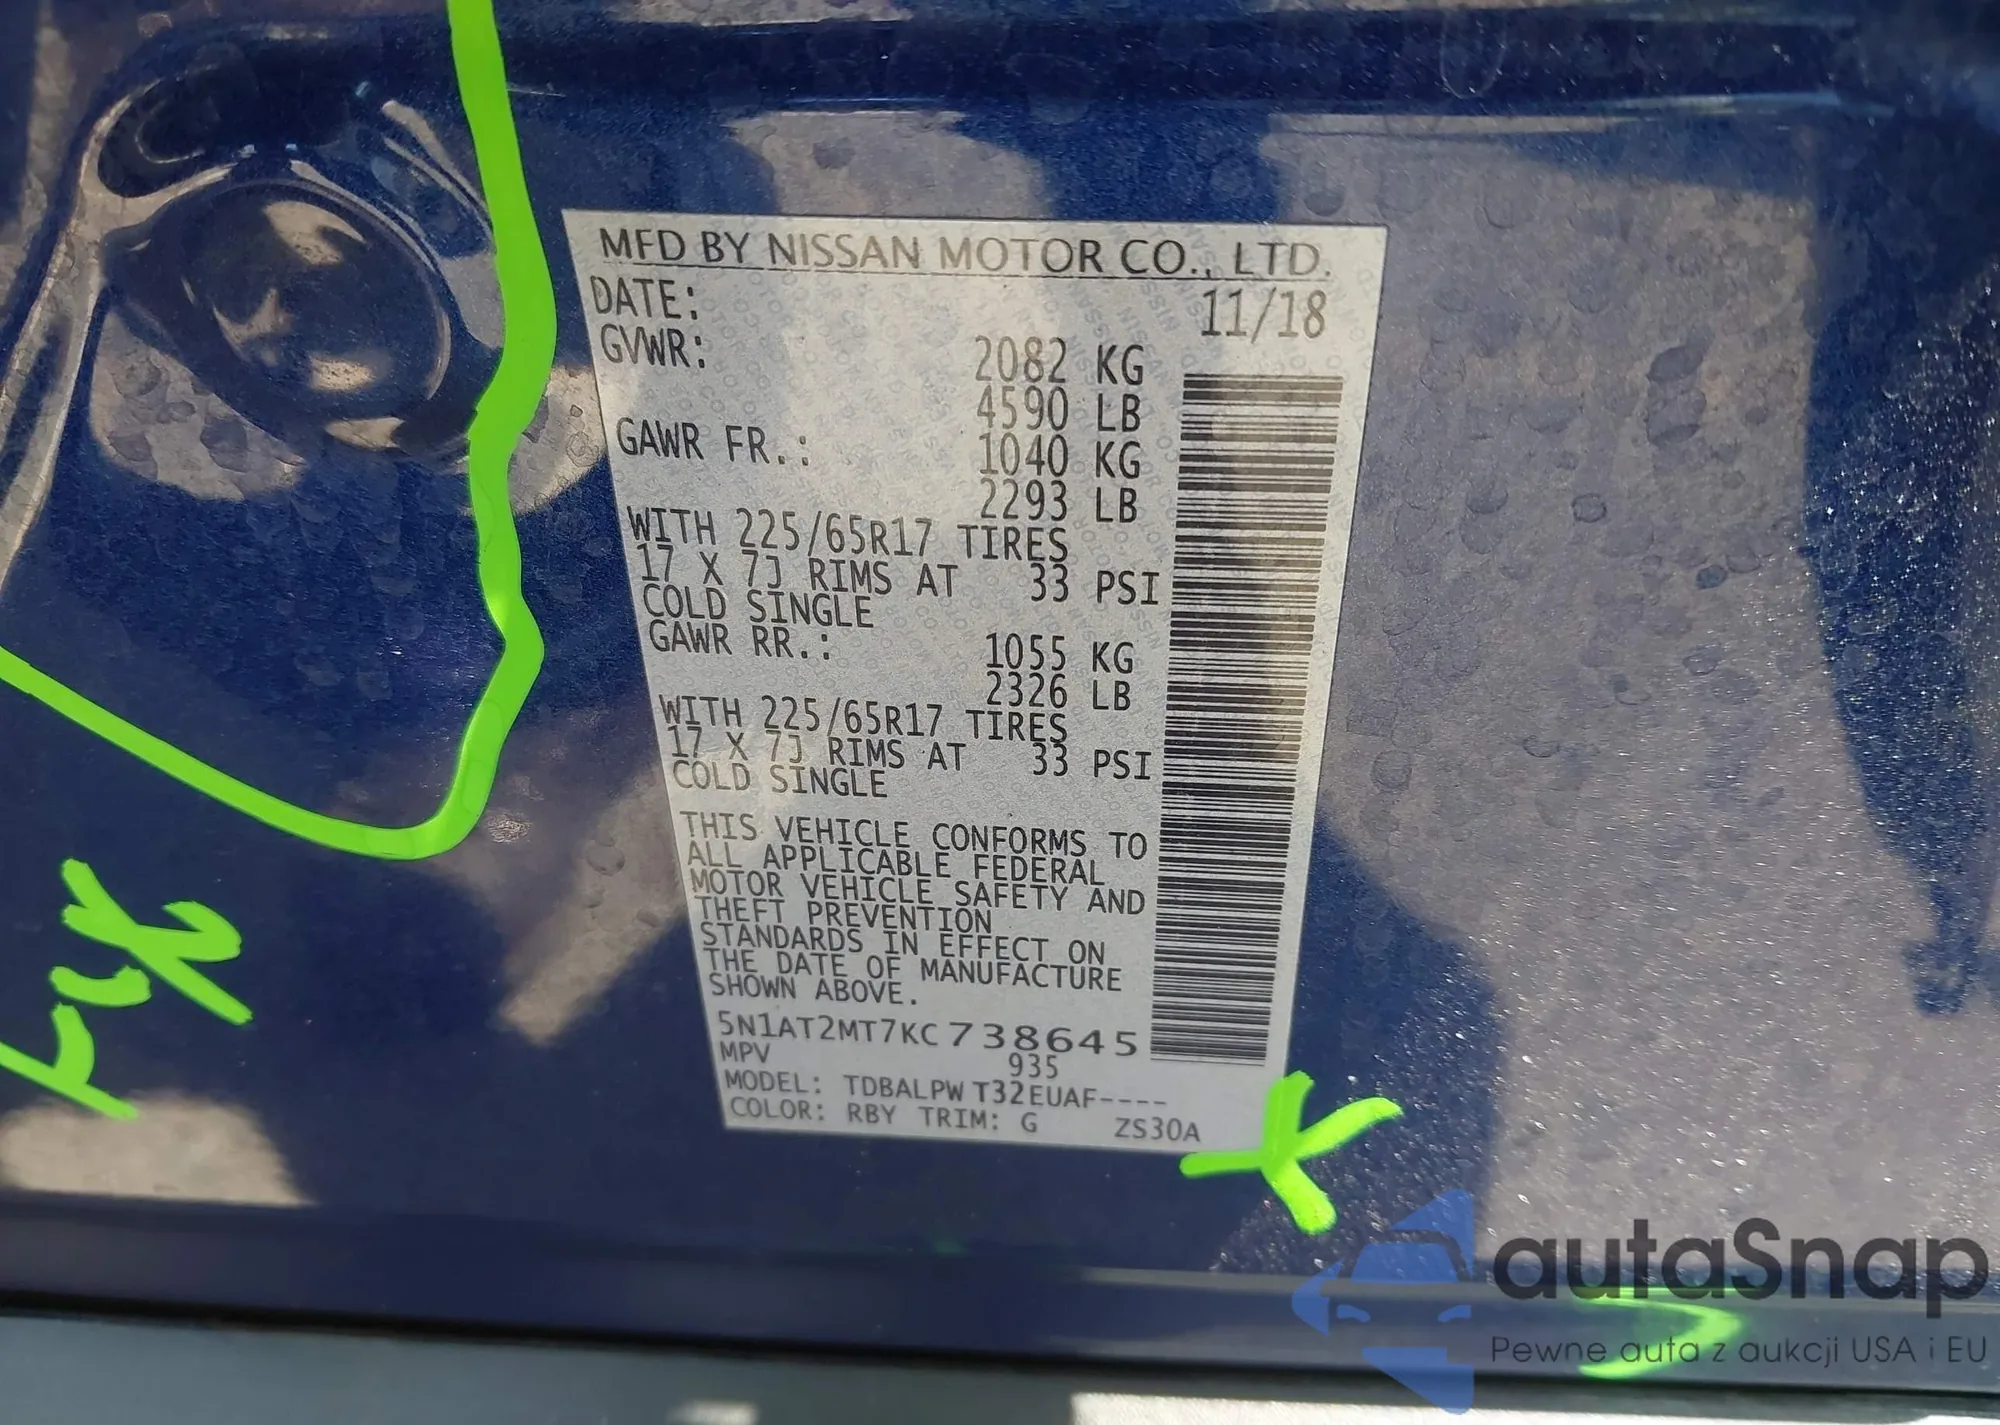 MFD BY NISSAN MOTOR CO., LTD.
DATE: 11/18
GVWR: 2082 KG
4590 LB
GAWR FR.: 1040 KG
2293 LB
WITH 225/65R17 TIRES
17 X 7J RIMS AT 33 PSI
COLD SINGLE
GAWR RR.: 1055 KG
2326 LB
WITH 225/65R17 TIRES
17 X 7J RIMS AT 33 PSI
COLD SINGLE
THIS VEHICLE CONFORMS TO
ALL APPLICABLE FEDERAL
MOTOR VEHICLE SAFETY AND
THEFT PREVENTION
STANDARDS IN EFFECT ON
THE DATE OF MANUFACTURE
SHOWN ABOVE.
5N1AT2MT7KC738645
MPV 935
MODEL: TDBALPW T32EUAF----
COLOR: RBY TRIM: G ZS30A
autaSnap
Pewne auta z aukcji USA i EU